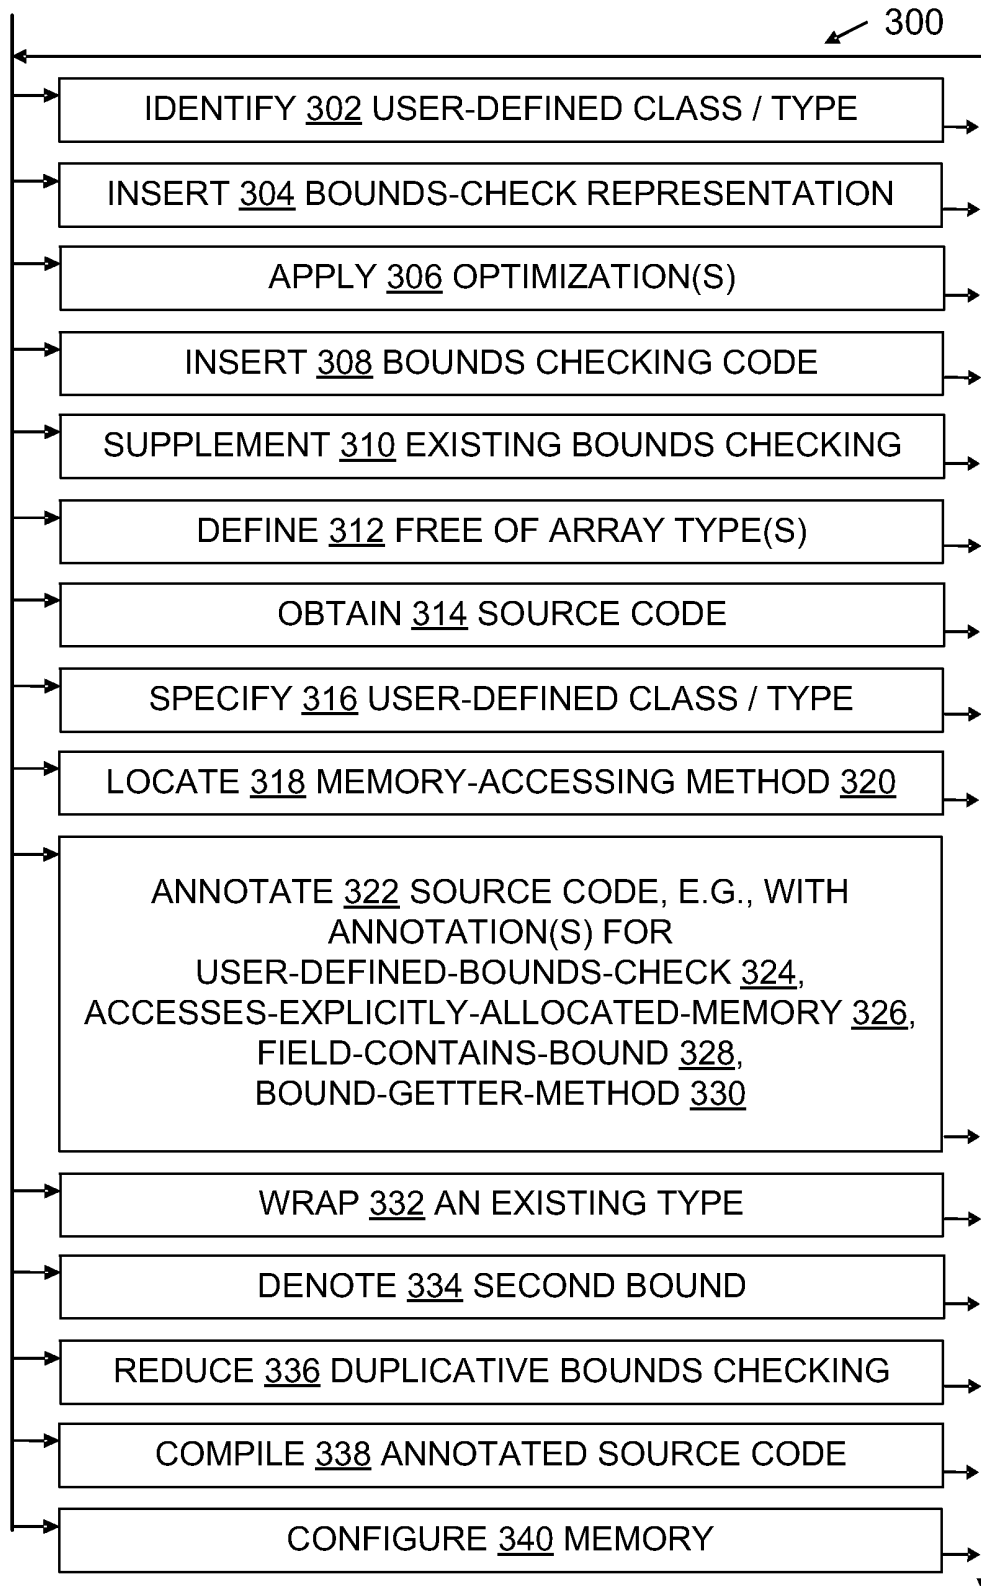 300
IDENTIFY 302 USER-DEFINED CLASS / TYPE
INSERT 304 BOUNDS-CHECK REPRESENTATION
APPLY 306 OPTIMIZATION(S)
INSERT 308 BOUNDS CHECKING CODE
SUPPLEMENT 310 EXISTING BOUNDS CHECKING
DEFINE 312 FREE OF ARRAY TYPE(S)
OBTAIN 314 SOURCE CODE
SPECIFY 316 USER-DEFINED CLASS / TYPE
LOCATE 318 MEMORY-ACCESSING METHOD 320
ANNOTATE 322 SOURCE CODE, E.G., WITH
ANNOTATION(S) FOR
USER-DEFINED-BOUNDS-CHECK 324,
ACCESSES-EXPLICITLY-ALLOCATED-MEMORY 326,
FIELD-CONTAINS-BOUND 328,
BOUND-GETTER-METHOD 330
WRAP 332 AN EXISTING TYPE
DENOTE 334 SECOND BOUND
REDUCE 336 DUPLICATIVE BOUNDS CHECKING
COMPILE 338 ANNOTATED SOURCE CODE
CONFIGURE 340 MEMORY